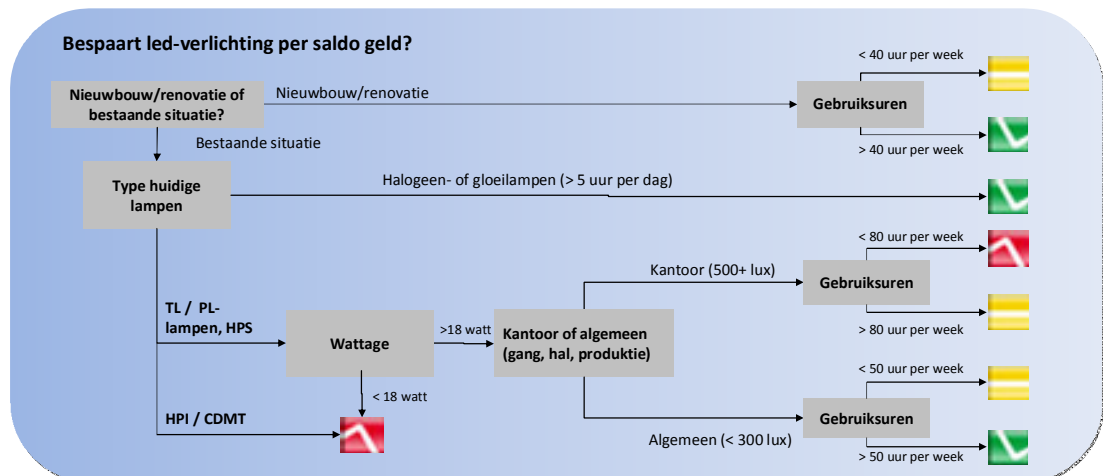 Bespaart led-verlichting per saldo geld?
Nieuwbouw/renovatie of
bestaande situatie?
Nieuwbouw/renovatie
Gebruiksuren
< 40 uur per week
> 40 uur per week
Bestaande situatie
Type huidige
lampen
Halogeen- of gloeilampen (> 5 uur per dag)
TL / PL-
lampen, HPS
Wattage
>18 watt
< 18 watt
HPI / CDMT
Kantoor of algemeen
(gang, hal, produktie)
Kantoor (500+ lux)
Gebruiksuren
< 80 uur per week
> 80 uur per week
Algemeen (< 300 lux)
Gebruiksuren
< 50 uur per week
> 50 uur per week